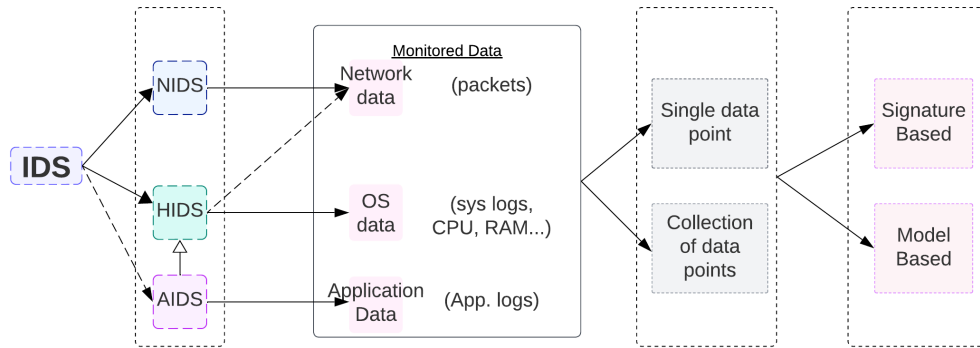 IDS
NIDS
HIDS
AIDS
Monitored Data
Network
data
(packets)
OS
data
(sys logs,
CPU, RAM...)
Application
Data
(App. logs)
Single data
point
Collection
of data
points
Signature
Based
Model
Based